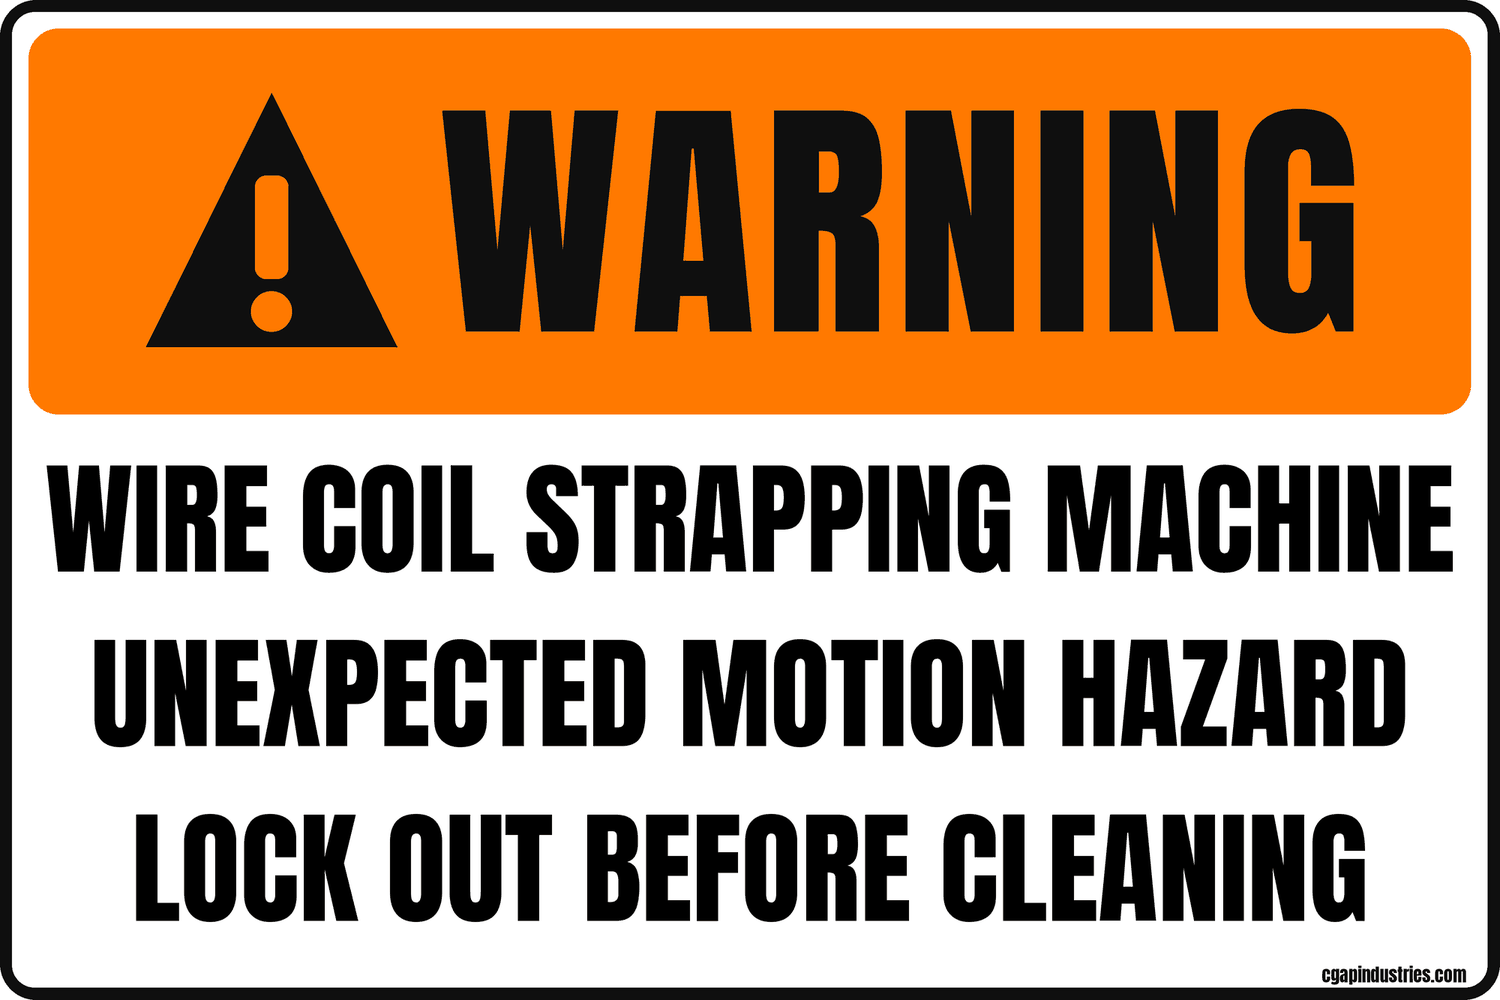 WARNING
WIRE COIL STRAPPING MACHINE
UNEXPECTED MOTION HAZARD
LOCK OUT BEFORE CLEANING
cgapindustries.com